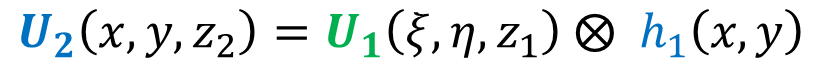 U₂(x, y, z₂) = U₁(ξ, η, z₁) ⊗ h₁(x, y)